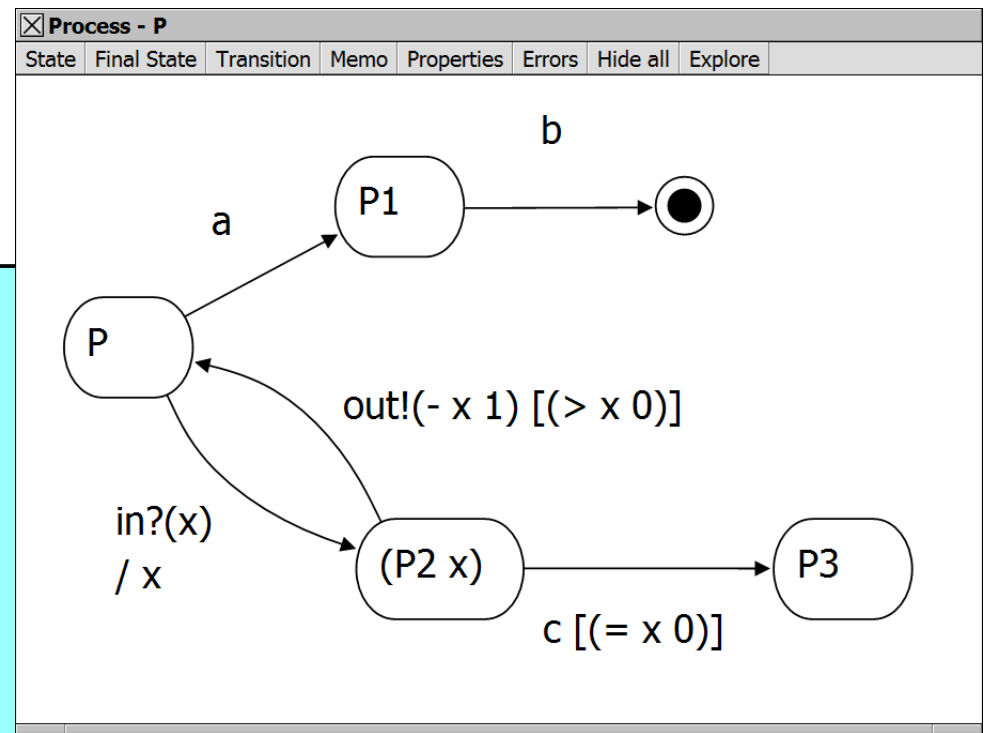 Process - P
State Final State Transition Memo Properties Errors Hide all Explore
b
P1
a
P
out!(- x 1) [(> x 0)]
in?(x)
/ x
(P2 x)
P3
c [(= x 0)]